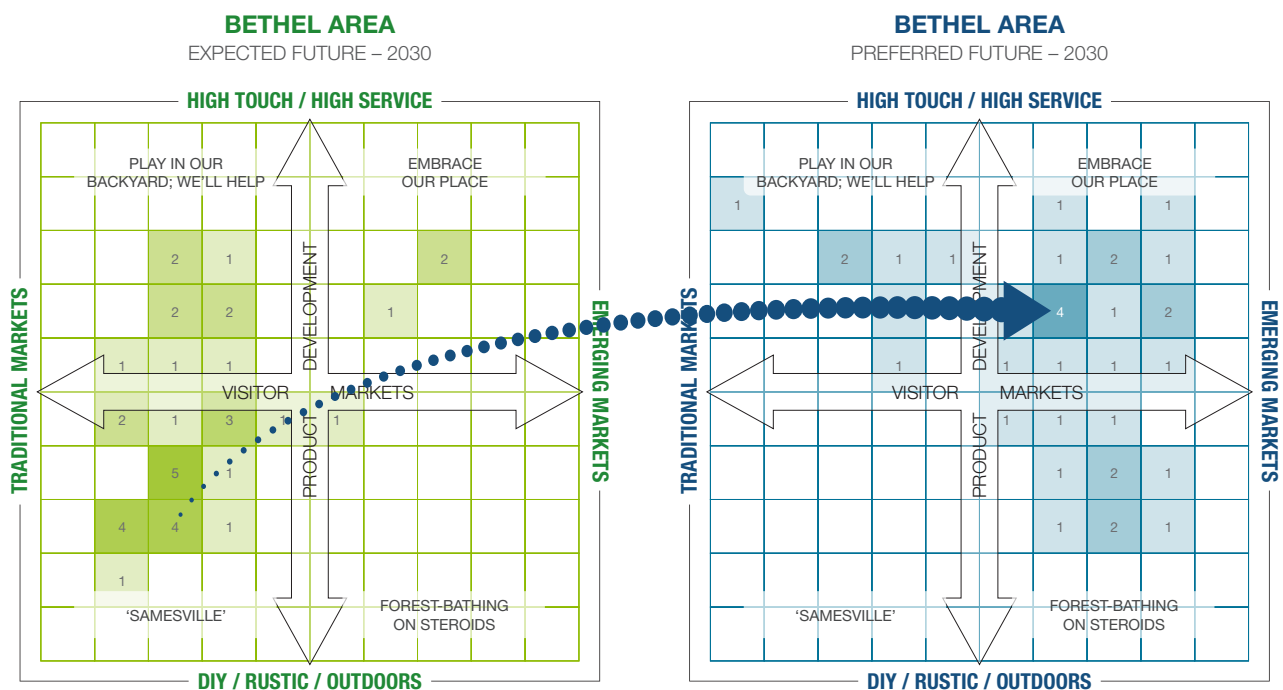 BETHEL AREA
EXPECTED FUTURE – 2030
HIGH TOUCH / HIGH SERVICE
PLAY IN OUR
BACKYARD; WE'LL HELP
EMBRACE
OUR PLACE
2 1 2
2 2 1
1 1 1
TRADITIONAL MARKETS
EMERGING MARKETS
VISITOR MARKETS
PRODUCT DEVELOPMENT
2 1 3 1 1
5 1
4 4 1
1
'SAMESVILLE'
FOREST-BATHING
ON STEROIDS
DIY / RUSTIC / OUTDOORS
BETHEL AREA
PREFERRED FUTURE – 2030
HIGH TOUCH / HIGH SERVICE
PLAY IN OUR
BACKYARD; WE'LL HELP
EMBRACE
OUR PLACE
1 1 1
2 1 1 1 2 1
4 1 2
1 1 1 1 1
TRADITIONAL MARKETS
EMERGING MARKETS
VISITOR MARKETS
PRODUCT DEVELOPMENT
1 1 1
1 2 1
1 2 1
'SAMESVILLE'
FOREST-BATHING
ON STEROIDS
DIY / RUSTIC / OUTDOORS